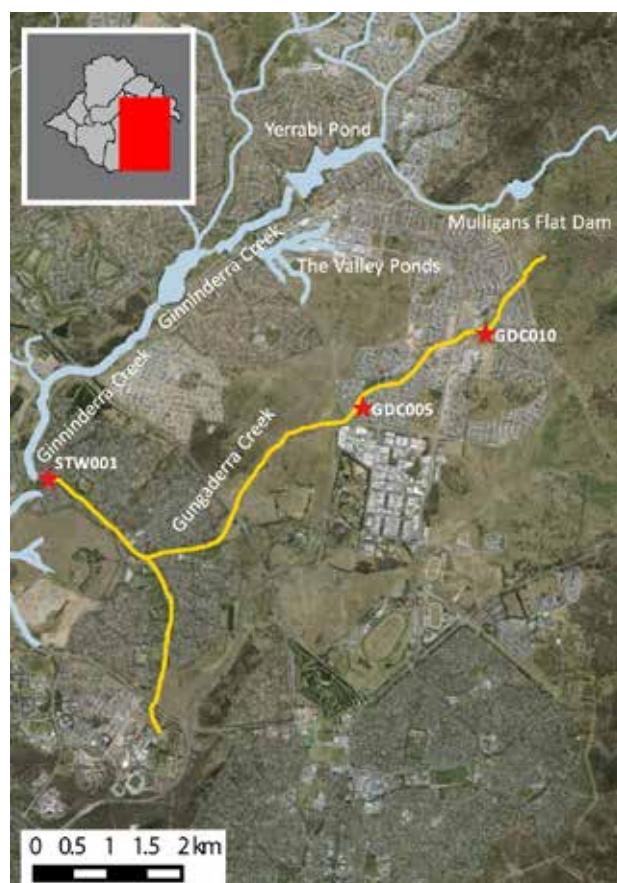 Yerrabi Pond
Mulligans Flat Dam
Ginninderra Creek
The Valley Ponds
GDC010
Ginninderra Creek
GDC005
Gungaderra Creek
STW001
0 0.5 1 1.5 2 km